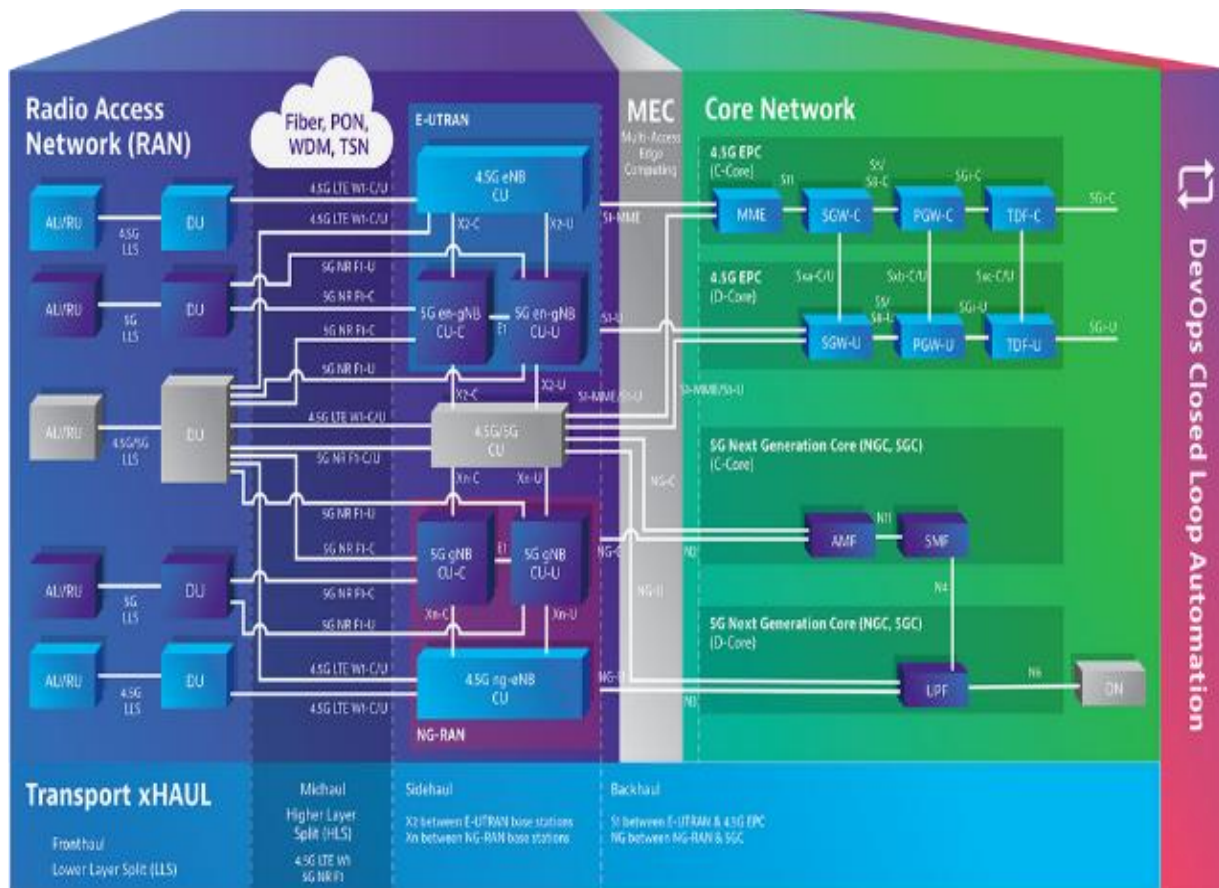 Radio Access
Network (RAN)
Fiber, PON,
WDM, TSN
E-UTRAN
MEC
Multi-Access
Edge
Computing
Core Network
AU/RU
4.5G
LLS
DU
4.5G LTE W1-C/U
4.5G LTE W1-C/U
4.5G eNB
CU
X2-C
X2-U
S1-MME
4.5G EPC
(C-Core)
MME
S11
SGW-C
S5/
S8-C
PGW-C
SGi-C
TDF-C
SGi-C
AU/RU
5G
LLS
DU
5G NR F1-U
5G NR F1-C
5G NR F1-C
5G NR F1-U
5G en-gNB
CU-C
E1
5G en-gNB
CU-U
S1-U
Sxa-C/U
Sxb-C/U
Sxc-C/U
4.5G EPC
(D-Core)
SGW-U
S5/
S8-U
PGW-U
SGi-U
TDF-U
SGi-U
X2-C
X2-U
S1-MME/S1-U
S1-MME/S1-U
AU/RU
4.5G/5G
LLS
DU
4.5G LTE W1-C/U
5G NR F1-C/U
4.5G/5G
CU
Xn-C
Xn-U
NG-C
5G Next Generation Core (NGC, 5GC)
(C-Core)
5G NR F1-U
5G NR F1-C
5G NR F1-C
5G NR F1-U
5G gNB
CU-C
E1
5G gNB
CU-U
NG-C
N2
AMF
N11
SMF
N4
AU/RU
5G
LLS
DU
Xn-C
Xn-U
NG-U
5G Next Generation Core (NGC, 5GC)
(D-Core)
AU/RU
4.5G
LLS
DU
4.5G LTE W1-C/U
4.5G LTE W1-C/U
4.5G ng-eNB
CU
N3
UPF
N6
DN
NG-RAN
DevOps Closed Loop Automation
Transport xHAUL
Fronthaul
Lower Layer Split (LLS)
Midhaul
Higher Layer
Split (HLS)
4.5G LTE W1
5G NR F1
Sidehaul
X2 between E-UTRAN base stations
Xn between NG-RAN base stations
Backhaul
S1 between E-UTRAN & 4.5G EPC
NG between NG-RAN & 5GC